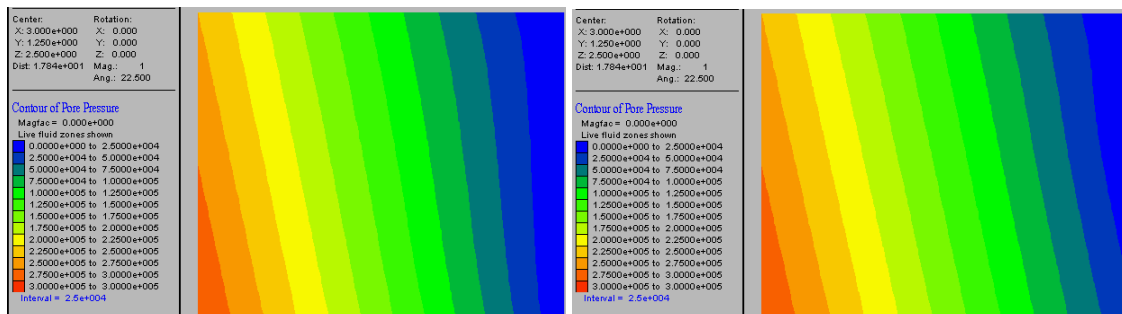 Center: Rotation:
X: 3.000e+000 X: 0.000
Y: 1.250e+000 Y: 0.000
Z: 2.500e+000 Z: 0.000
Dist: 1.784e+001 Mag.: 1
Ang.: 22.500
Contour of Pore Pressure
Magfac = 0.000e+000
Live fluid zones shown
0.0000e+000 to 2.5000e+004
2.5000e+004 to 5.0000e+004
5.0000e+004 to 7.5000e+004
7.5000e+004 to 1.0000e+005
1.0000e+005 to 1.2500e+005
1.2500e+005 to 1.5000e+005
1.5000e+005 to 1.7500e+005
1.7500e+005 to 2.0000e+005
2.0000e+005 to 2.2500e+005
2.2500e+005 to 2.5000e+005
2.5000e+005 to 2.7500e+005
2.7500e+005 to 3.0000e+005
3.0000e+005 to 3.0000e+005
Interval = 2.5e+004
Center: Rotation:
X: 3.000e+000 X: 0.000
Y: 1.250e+000 Y: 0.000
Z: 2.500e+000 Z: 0.000
Dist: 1.784e+001 Mag.: 1
Ang.: 22.500
Contour of Pore Pressure
Magfac = 0.000e+000
Live fluid zones shown
0.0000e+000 to 2.5000e+004
2.5000e+004 to 5.0000e+004
5.0000e+004 to 7.5000e+004
7.5000e+004 to 1.0000e+005
1.0000e+005 to 1.2500e+005
1.2500e+005 to 1.5000e+005
1.5000e+005 to 1.7500e+005
1.7500e+005 to 2.0000e+005
2.0000e+005 to 2.2500e+005
2.2500e+005 to 2.5000e+005
2.5000e+005 to 2.7500e+005
2.7500e+005 to 3.0000e+005
3.0000e+005 to 3.0000e+005
Interval = 2.5e+004